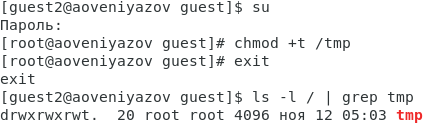 [guest2@aoveniyazov guest]$ su
Пароль:
[root@aoveniyazov guest]# chmod +t /tmp
[root@aoveniyazov guest]# exit
exit
[guest2@aoveniyazov guest]$ ls -l / | grep tmp
drwxrwxrwt.  20 root root 4096 ноя 12 05:03 tmp